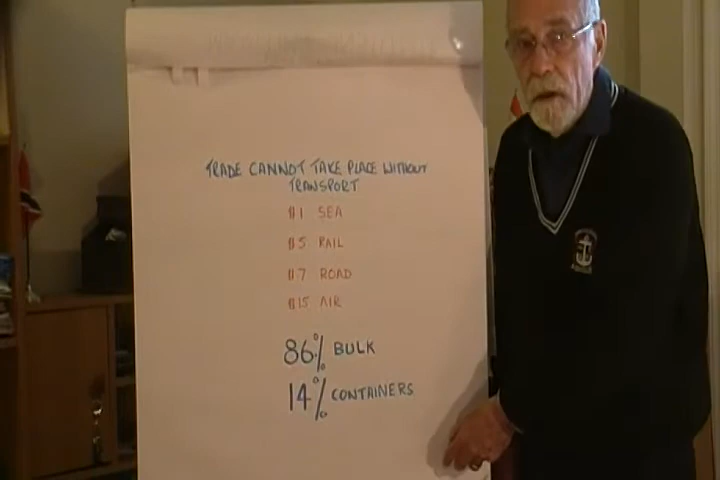 TRADE CANNOT TAKE PLACE WITHOUT
TRANSPORT
$1 SEA
$5 RAIL
$7 ROAD
$15 AIR
86% BULK
14% CONTAINERS